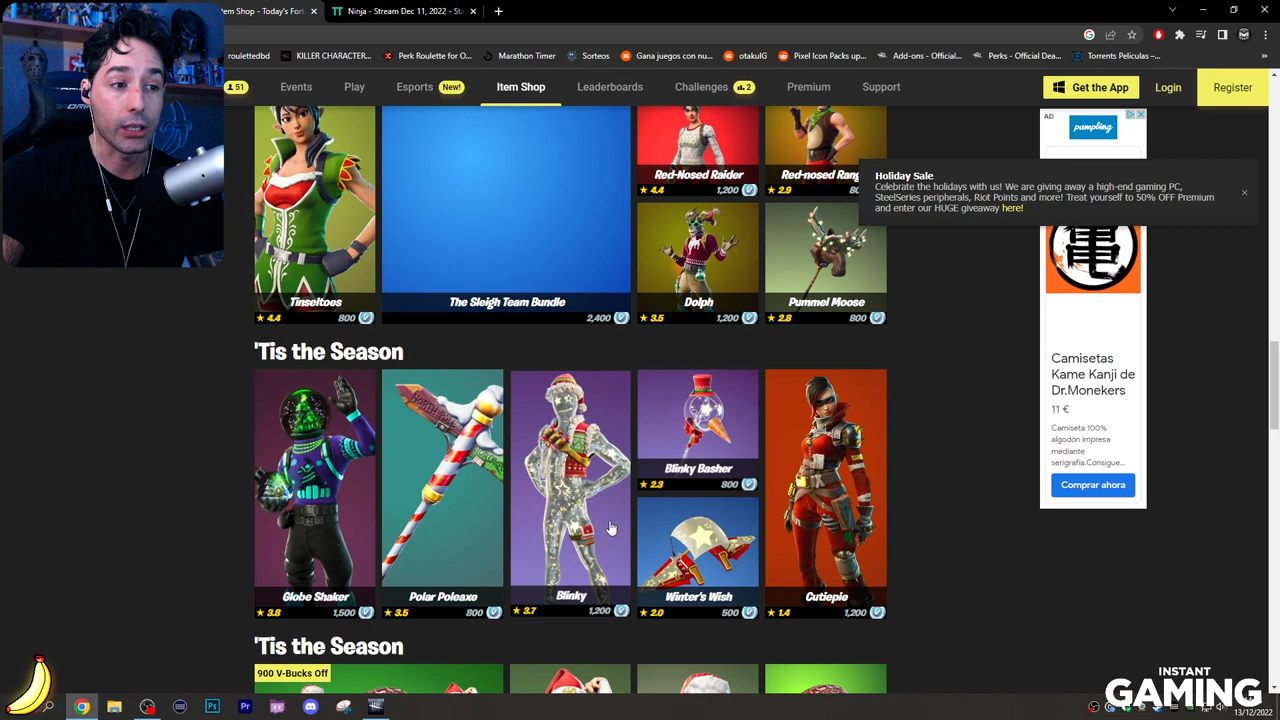 Item Shop - Today's Fort
Ninja - Stream Dec 11, 2022 - Sta
roulettedbd
KILLER CHARACTER...
Perk Roulette for O...
Marathon Timer
Sorteos
Gana juegos con nu...
otakuIG
Pixel Icon Packs up...
Add-ons - Official...
Perks - Official Dea...
Torrents Peliculas –...
51
Events
Play
Esports
New!
Item Shop
Leaderboards
Challenges
2
Premium
Support
Get the App
Login
Register
AD
pampling
Holiday Sale
Celebrate the holidays with us! We are giving away a high-end gaming PC,
SteelSeries peripherals, Riot Points and more! Treat yourself to 50% OFF Premium
and enter our HUGE giveaway here!
Red-Nosed Raider
4.4 1,200
Red-nosed Rang
2.9 80
Tinseltoes
4.4 800
The Sleigh Team Bundle
2,400
Dolph
3.5 1,200
Pummel Moose
2.8 800
'Tis the Season
Globe Shaker
3.8 1,500
Polar Poleaxe
3.5 800
NORTH
Blinky
3.7 1,200
Blinky Basher
2.3 800
Winter's Wish
2.0 500
Cutiepie
1.4 1,200
Camisetas
Kame Kanji de
Dr.Monekers
11 €
Camiseta 100%
algodón impresa
mediante
serigrafía.Consigue...
Comprar ahora
'Tis the Season
900 V-Bucks Off
INSTANT
GAMING
13/12/2022